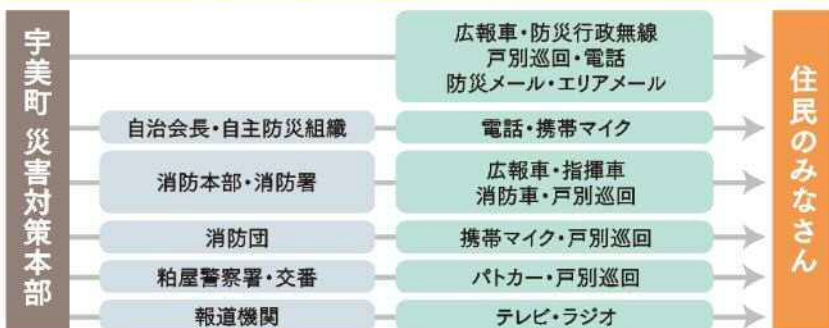 宇美町 災害対策本部
広報車・防災行政無線
戸別巡回・電話
防災メール・エリアメール
自治会長・自主防災組織
電話・携帯マイク
消防本部・消防署
広報車・指揮車
消防車・戸別巡回
消防団
携帯マイク・戸別巡回
粕屋警察署・交番
パトカー・戸別巡回
報道機関
テレビ・ラジオ
住民のみなさん